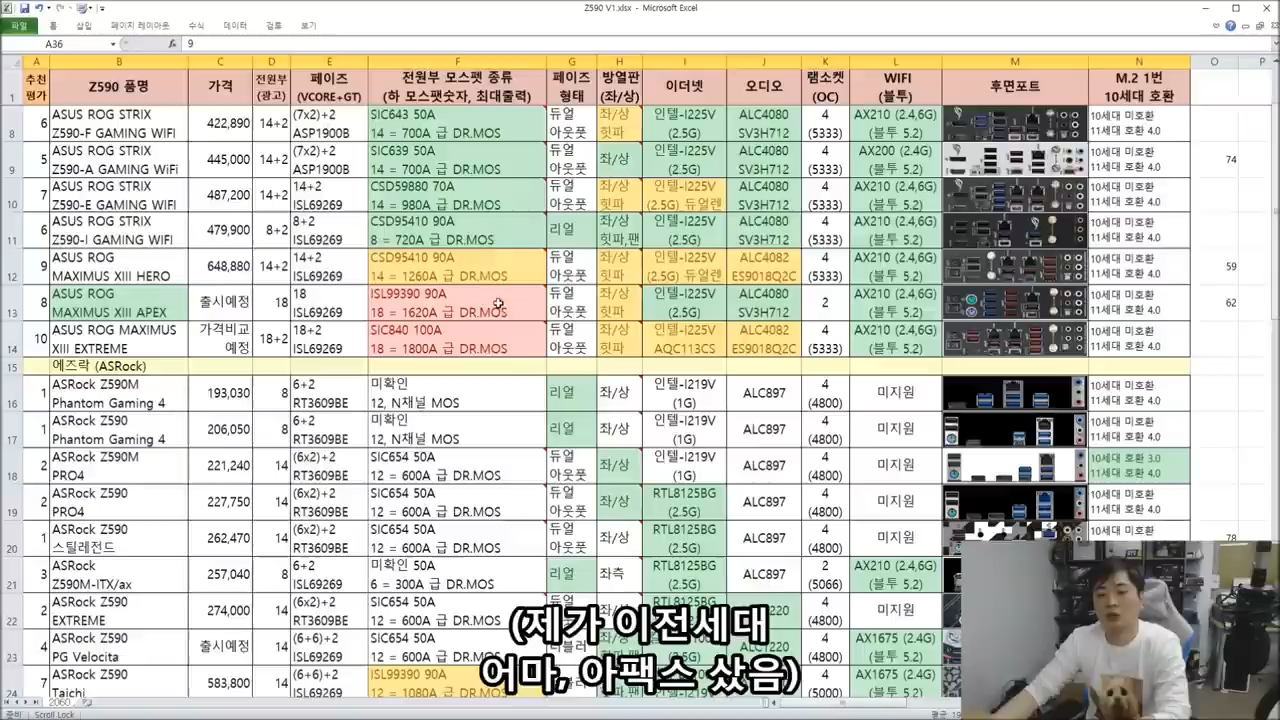 Z590 V1.xlsx - Microsoft Excel
파일 홈 삽입 페이지 레이아웃 수식 데이터 검토 보기
A36 fx 9
A B C D E F G H I J K L M N O P
1 추천 평가 Z590 품명 가격 전원부 (광고) 페이즈 (VCORE+GT) 전원부 모스펫 종류 (하 모스펫숫자, 최대출력) 페이즈 형태 방열판 (좌/상) 이더넷 오디오 램소켓 (OC) WIFI (블투) 후면포트 M.2 1번 10세대 호환
8 6 ASUS ROG STRIX Z590-F GAMING WIFI 422,890 14+2 (7x2)+2 ASP1900B SIC643 50A 14 = 700A 급 DR.MOS 듀얼 아웃풋 좌/상 힛파 인텔-I225V (2.5G) ALC4080 SV3H712 4 (5333) AX210 (2.4,6G) (블투 5.2) 10세대 미호환 11세대 호환 4.0
9 5 ASUS ROG STRIX Z590-A GAMING WiFi 445,000 14+2 (7x2)+2 ASP1900B SIC639 50A 14 = 700A 급 DR.MOS 듀얼 아웃풋 좌/상 인텔-I225V (2.5G) ALC4080 SV3H712 4 (5333) AX200 (2.4G) (블투 5.2) 10세대 미호환 11세대 호환 4.0 74
10 7 ASUS ROG STRIX Z590-E GAMING WIFI 487,200 14+2 14+2 ISL69269 CSD59880 70A 14 = 980A 급 DR.MOS 듀얼 아웃풋 좌/상 힛파 인텔-I225V (2.5G) 듀얼렌 ALC4080 SV3H712 4 (5333) AX210 (2.4,6G) (블투 5.2) 10세대 미호환 11세대 호환 4.0
11 6 ASUS ROG STRIX Z590-I GAMING WIFI 479,900 8+2 8+2 ISL69269 CSD95410 90A 8 = 720A 급 DR.MOS 리얼 좌/상 힛파,팬 인텔-I225V (2.5G) ALC4080 SV3H712 4 (5333) AX210 (2.4,6G) (블투 5.2) 10세대 미호환 11세대 호환 4.0
12 9 ASUS ROG MAXIMUS XIII HERO 648,880 14+2 14+2 ISL69269 CSD95410 90A 14 = 1260A 급 DR.MOS 듀얼 아웃풋 좌/상 힛파 인텔-I225V (2.5G) 듀얼렌 ALC4082 ES9018Q2C 4 (5333) AX210 (2.4,6G) (블투 5.2) 10세대 미호환 11세대 호환 4.0 59
13 8 ASUS ROG MAXIMUS XIII APEX 출시예정 18 18 ISL69269 ISL99390 90A 18 = 1620A 급 DR.MOS 듀얼 아웃풋 좌/상 힛파 인텔-I225V (2.5G) ALC4080 SV3H712 2 AX210 (2.4,6G) (블투 5.2) 10세대 미호환 11세대 호환 4.0 62
14 10 ASUS ROG MAXIMUS XIII EXTREME 가격비교 예정 18+2 18+2 ISL69269 SIC840 100A 18 = 1800A 급 DR.MOS 듀얼 아웃풋 좌/상 힛파 인텔-I225V AQC113CS ALC4082 ES9018Q2C 4 (5333) AX210 (2.4,6G) (블투 5.2) 10세대 미호환 11세대 호환 4.0
15 에즈락 (ASRock)
16 1 ASRock Z590M Phantom Gaming 4 193,030 8 6+2 RT3609BE 미확인 12, N채널 MOS 리얼 좌/상 인텔-I219V (1G) ALC897 4 (4800) 미지원 10세대 미호환 11세대 호환 4.0
17 1 ASRock Z590 Phantom Gaming 4 206,050 8 6+2 RT3609BE 미확인 12, N채널 MOS 리얼 좌/상 인텔-I219V (1G) ALC897 4 (4800) 미지원 10세대 미호환 11세대 호환 4.0
18 2 ASRock Z590M PRO4 221,240 14 (6x2)+2 RT3609BE SIC654 50A 12 = 600A 급 DR.MOS 듀얼 아웃풋 좌/상 인텔-I219V (1G) ALC897 4 (4800) 미지원 10세대 호환 3.0 11세대 호환 4.0
19 2 ASRock Z590 PRO4 227,750 14 (6x2)+2 RT3609BE SIC654 50A 12 = 600A 급 DR.MOS 듀얼 아웃풋 좌/상 RTL8125BG (2.5G) ALC897 4 (4800) 미지원 10세대 미호환 11세대 호환 4.0
20 1 ASRock Z590 스틸레전드 262,470 14 (6x2)+2 RT3609BE SIC654 50A 12 = 600A 급 DR.MOS 듀얼 아웃풋 좌/상 RTL8125BG (2.5G) ALC897 4 (4800) 미지원 10세대 미호환 78
21 3 ASRock Z590M-ITX/ax 257,040 8 ISL69269 미확인 50A 6 = 300A 급 DR.MOS 리얼 좌측 RTL8125BG (2.5G) ALC897 2 (5066) AX210 (2.4,6G) (블투 5.2)
22 2 ASRock Z590 EXTREME 274,000 14 (6x2)+2 RT3609BE SIC654 50A 12 = 600A 급 DR.MOS RTL8125BG 4 (4800) 미지원
23 4 ASRock Z590 PG Velocita 출시예정 14 (6+6)+2 ISL69269 SIC654 50A 12 = 600A 급 DR.MOS 4 (4800) AX1675 (2.4G) (블투 5.2)
24 7 ASRock Z590 Taichi 583,800 14 (6+6)+2 ISL69269 ISL99390 90A 12 = 1080A 급 DR.MOS 4 (5000) AX1675 (2.4G) (블투 5.2)
(제가 이전세대
어마, 아팩스 샀음)
2060
준비 Scroll Lock